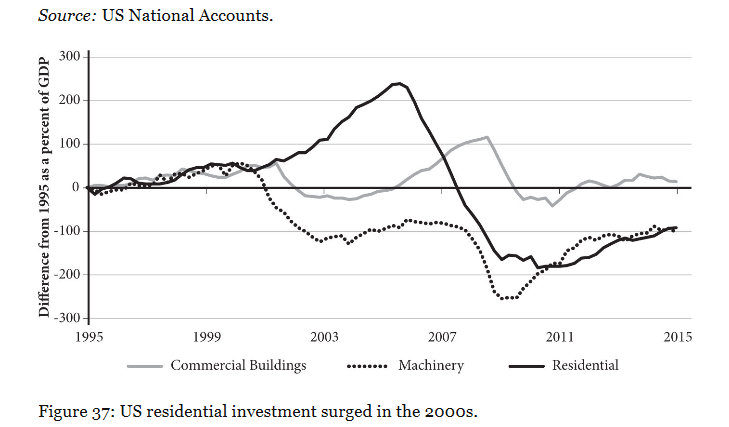 Source: US National Accounts.
Difference from 1995 as a percent of GDP
300
200
100
0
-100
-200
-300
1995 1999 2003 2007 2011 2015
Commercial Buildings Machinery Residential
Figure 37: US residential investment surged in the 2000s.